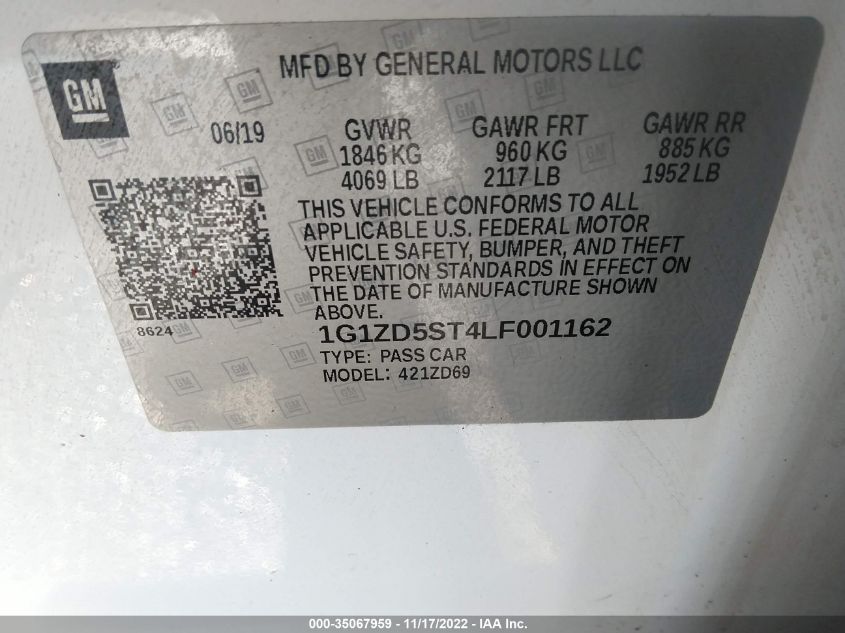 GM
MFD BY GENERAL MOTORS LLC
06/19
GVWR GAWR FRT GAWR RR
1846 KG 960 KG 885 KG
4069 LB 2117 LB 1952 LB
THIS VEHICLE CONFORMS TO ALL
APPLICABLE U.S. FEDERAL MOTOR
VEHICLE SAFETY, BUMPER, AND THEFT
PREVENTION STANDARDS IN EFFECT ON
THE DATE OF MANUFACTURE SHOWN
ABOVE.
8624
1G1ZD5ST4LF001162
TYPE: PASS CAR
MODEL: 421ZD69
000-35067959 - 11/17/2022 - IAA Inc.